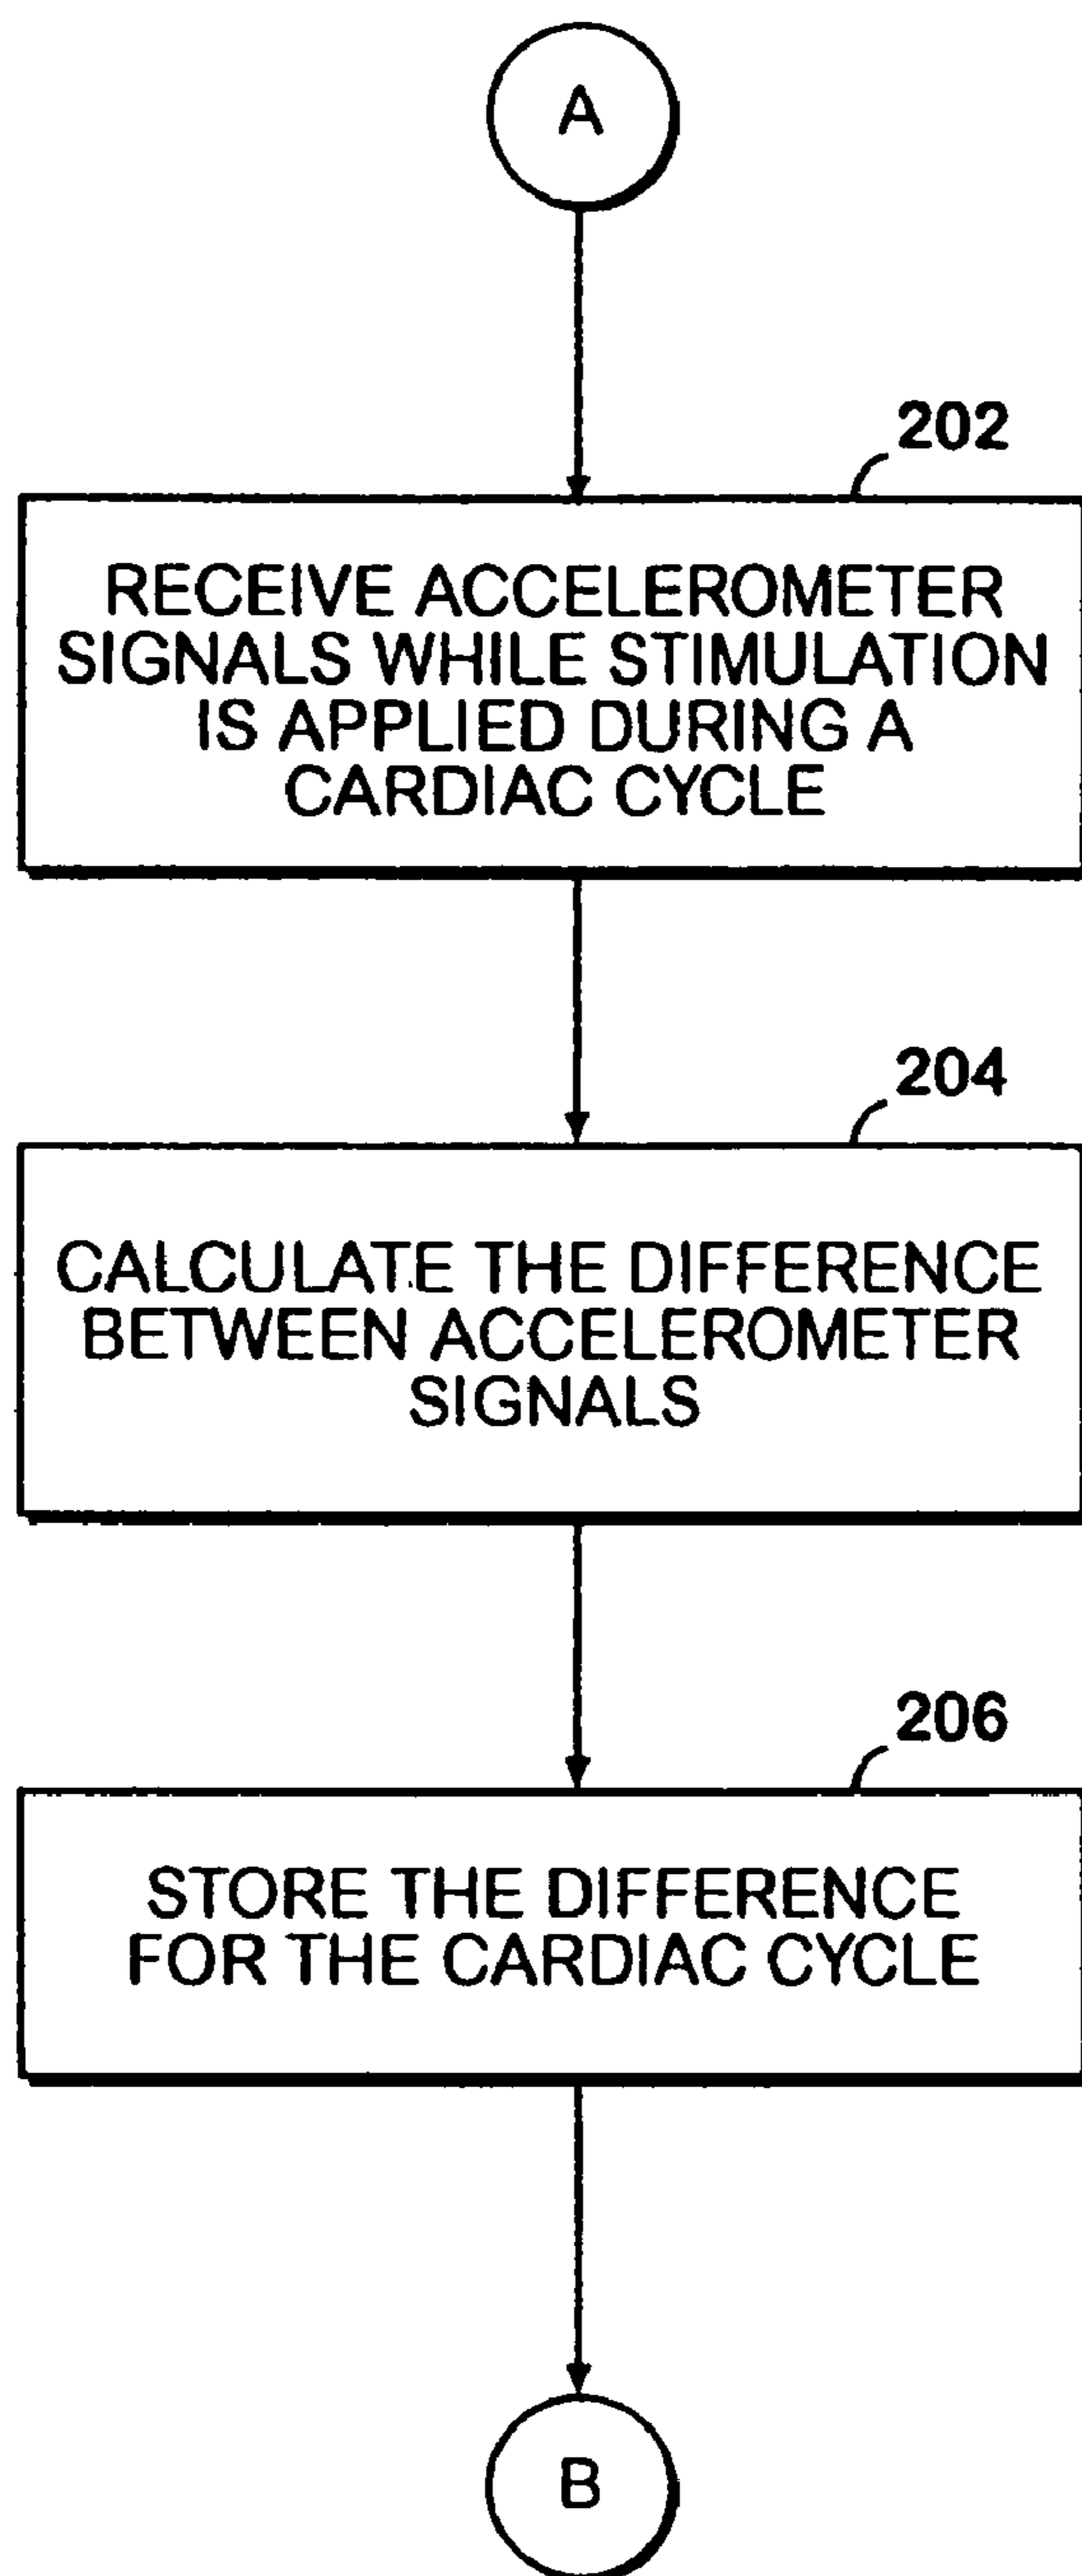 A
202
RECEIVE ACCELEROMETER
SIGNALS WHILE STIMULATION
IS APPLIED DURING A
CARDIAC CYCLE
204
CALCULATE THE DIFFERENCE
BETWEEN ACCELEROMETER
SIGNALS
206
STORE THE DIFFERENCE
FOR THE CARDIAC CYCLE
B